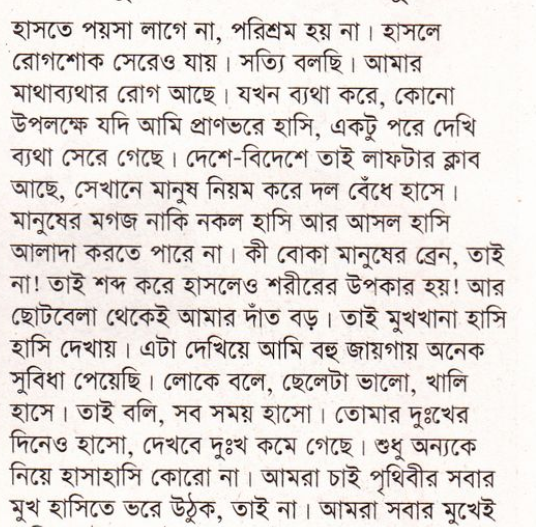 হাসতে পয়সা লাগে না, পরিশ্রম হয় না। হাসলে
রোগশোক সেরেও যায়। সত্যি বলছি। আমার
মাথাব্যথার রোগ আছে। যখন ব্যথা করে, কোনো
উপলক্ষে যদি আমি প্রাণভরে হাসি, একটু পরে দেখি
ব্যথা সেরে গেছে। দেশে-বিদেশে তাই লাফটার ক্লাব
আছে, সেখানে মানুষ নিয়ম করে দল বেঁধে হাসে।
মানুষের মগজ নাকি নকল হাসি আর আসল হাসি
আলাদা করতে পারে না। কী বোকা মানুষের ব্রেন, তাই
না! তাই শব্দ করে হাসলেও শরীরের উপকার হয়! আর
ছোটবেলা থেকেই আমার দাঁত বড়। তাই মুখখানা হাসি
হাসি দেখায়। এটা দেখিয়ে আমি বহু জায়গায় অনেক
সুবিধা পেয়েছি। লোকে বলে, ছেলেটা ভালো, খালি
হাসে। তাই বলি, সব সময় হাসো। তোমার দুঃখের
দিনেও হাসো, দেখবে দুঃখ কমে গেছে। শুধু অন্যকে
নিয়ে হাসাহাসি কোরো না। আমরা চাই পৃথিবীর সবার
মুখ হাসিতে ভরে উঠুক, তাই না। আমরা সবার মুখেই